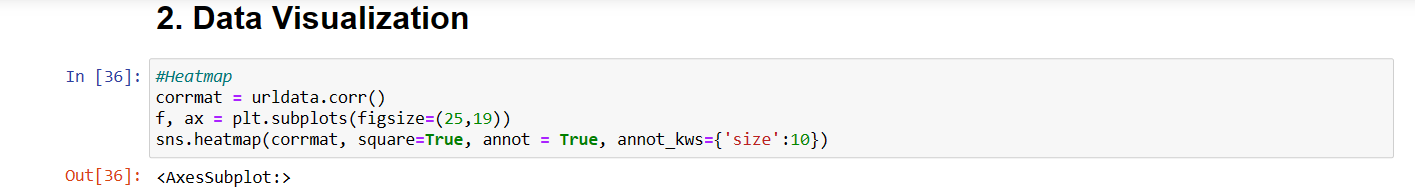 2. Data Visualization
In [36]: #Heatmap
corrmat = urldata.corr()
f, ax = plt.subplots(figsize=(25,19))
sns.heatmap(corrmat, square=True, annot = True, annot_kws={'size':10})
Out[36]: <AxesSubplot:>